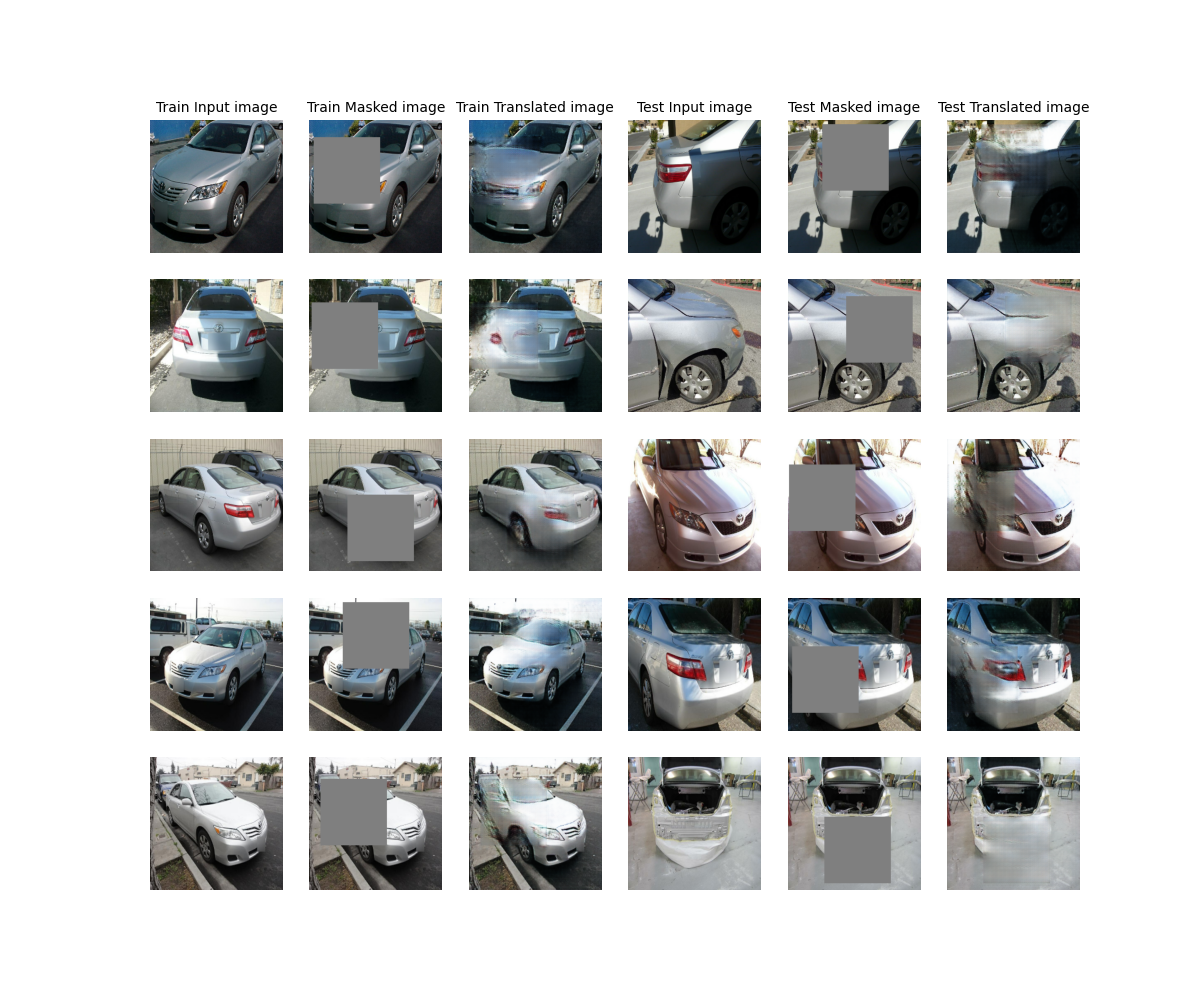 Train Input image
Train Masked image
Train Translated image
Test Input image
Test Masked image
Test Translated image